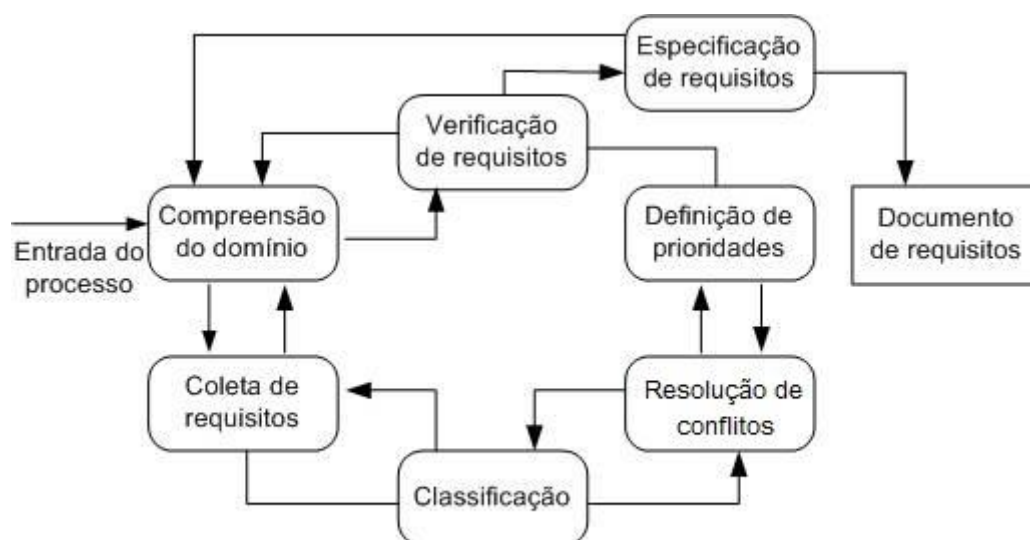 Especificação
de requisitos
Verificação
de requisitos
Compreensão
do domínio
Definição de
prioridades
Documento
de requisitos
Entrada do
processo
Coleta de
requisitos
Resolução de
conflitos
Classificação